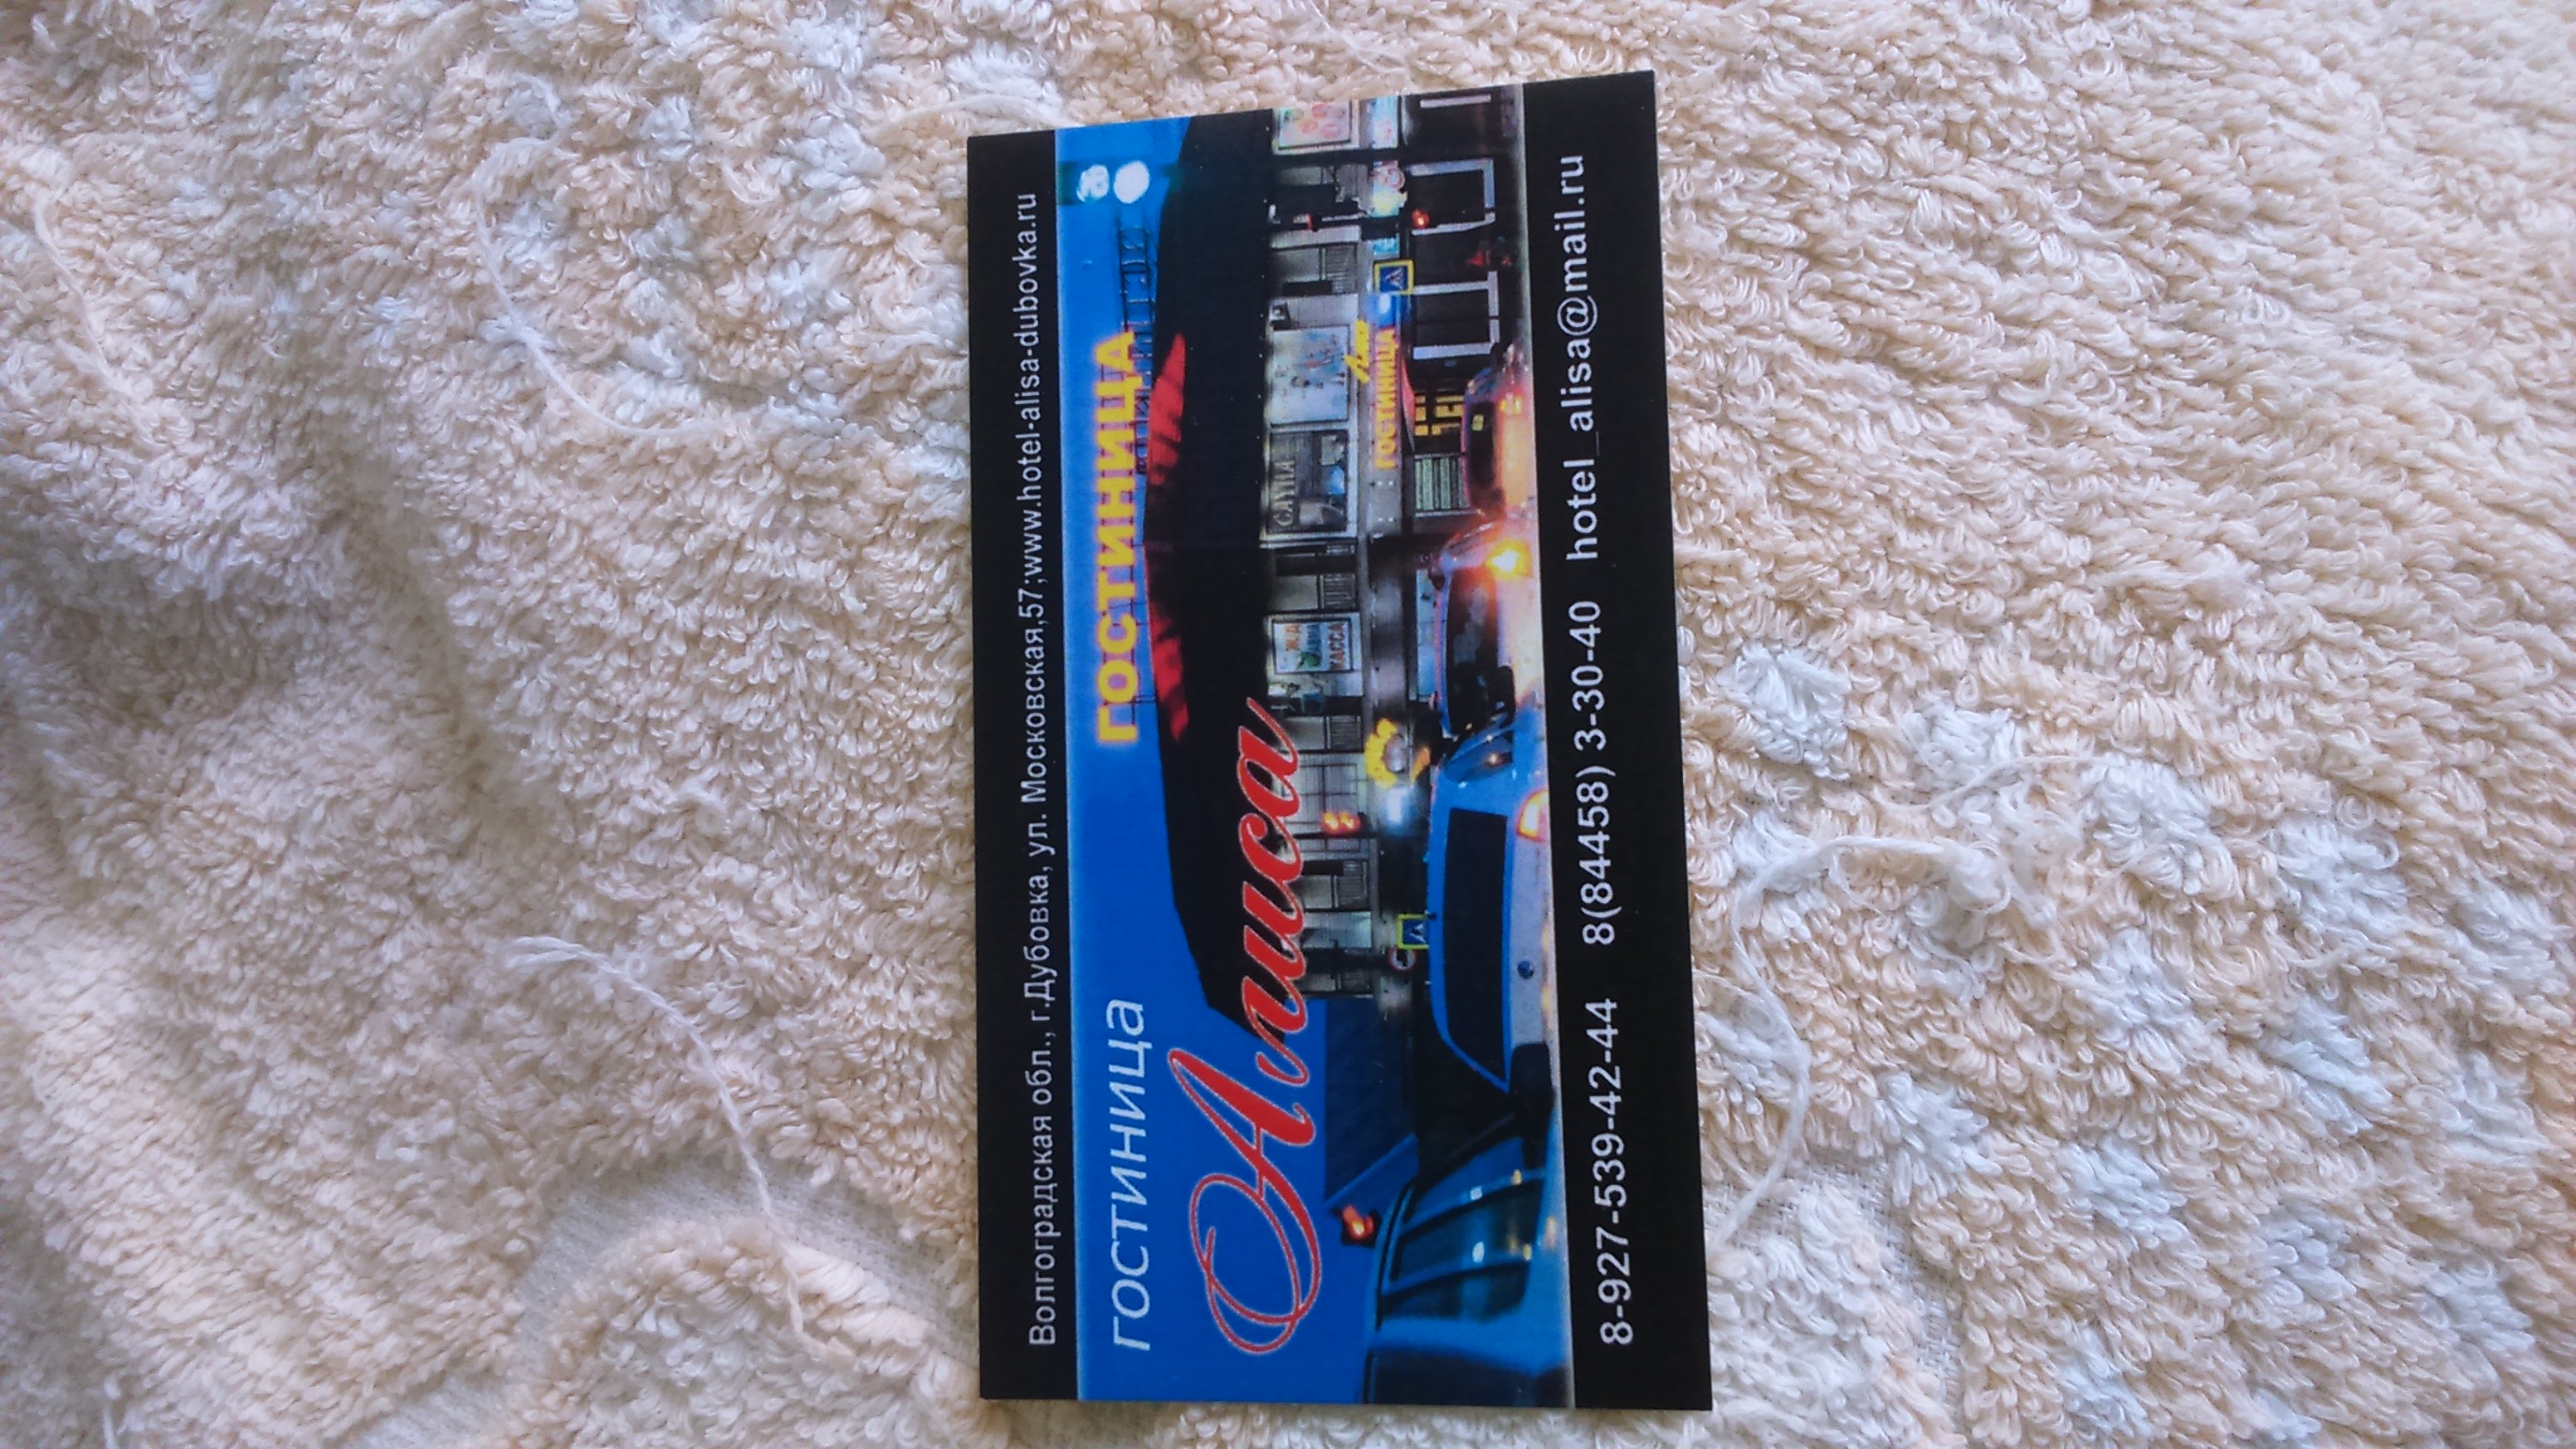 Волгоградская обл., г.Дубовка, ул. Московская,57;www.hotel-alisa-dubovka.ru
гостиница
ГОСТИНИЦА
Алиса
САУНА
ГОСТИНИЦА
8-927-539-42-44 8(84458) 3-30-40 hotel_alisa@mail.ru